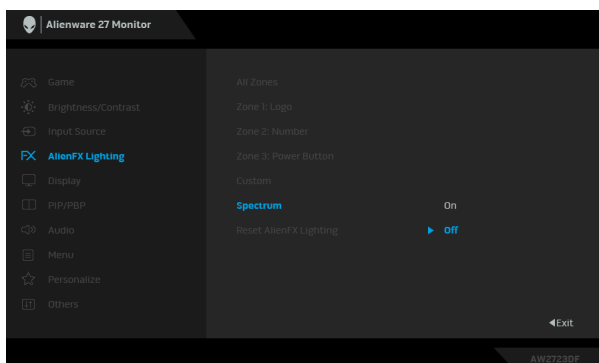 Alienware 27 Monitor
Game
All Zones
Brightness/Contrast
Zone 1: Logo
Input Source
Zone 2: Number
FX AlienFX Lighting
Zone 3: Power Button
Display
Custom
PIP/PBP
Spectrum On
Audio
Reset AlienFX Lighting Off
Menu
Personalize
Others
Exit
AW2723DF